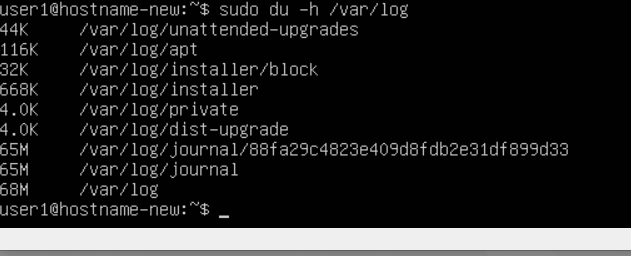 user1@hostname-new:~$ sudo du -h /var/log
44K /var/log/unattended-upgrades
116K /var/log/apt
32K /var/log/installer/block
668K /var/log/installer
4.0K /var/log/private
4.0K /var/log/dist-upgrade
65M /var/log/journal/88fa29c4823e409d8fdb2e31df899d33
65M /var/log/journal
68M /var/log
user1@hostname-new:~$ _